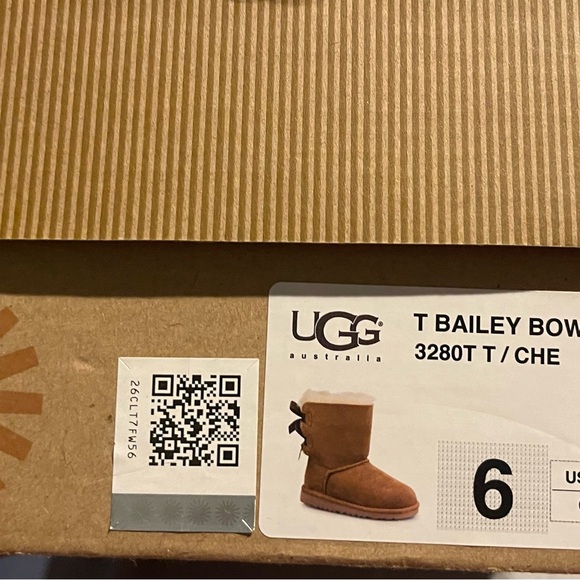 26CLT7FW56
UGG®
australia
T BAILEY BOW
3280T T / CHE
6
US